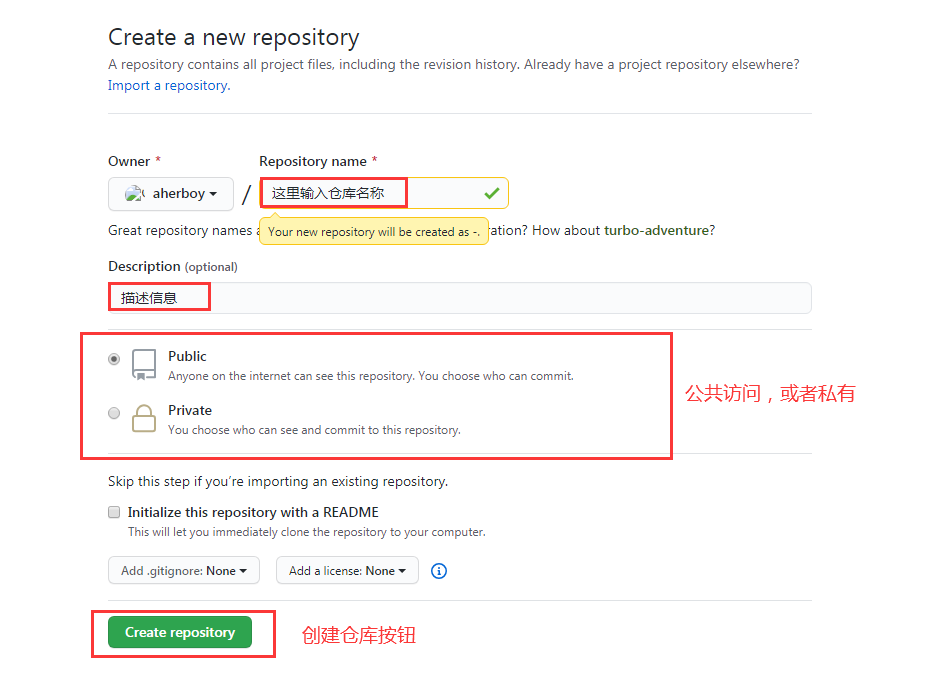 Create a new repository
A repository contains all project files, including the revision history. Already have a project repository elsewhere?
Import a repository.
Owner *
Repository name *
aherboy
/
这里输入仓库名称
Great repository names a
Your new repository will be created as -.
ration? How about turbo-adventure?
Description (optional)
描述信息
Public
Anyone on the internet can see this repository. You choose who can commit.
Private
You choose who can see and commit to this repository.
公共访问，或者私有
Skip this step if you’re importing an existing repository.
Initialize this repository with a README
This will let you immediately clone the repository to your computer.
Add .gitignore: None
Add a license: None
Create repository
创建仓库按钮